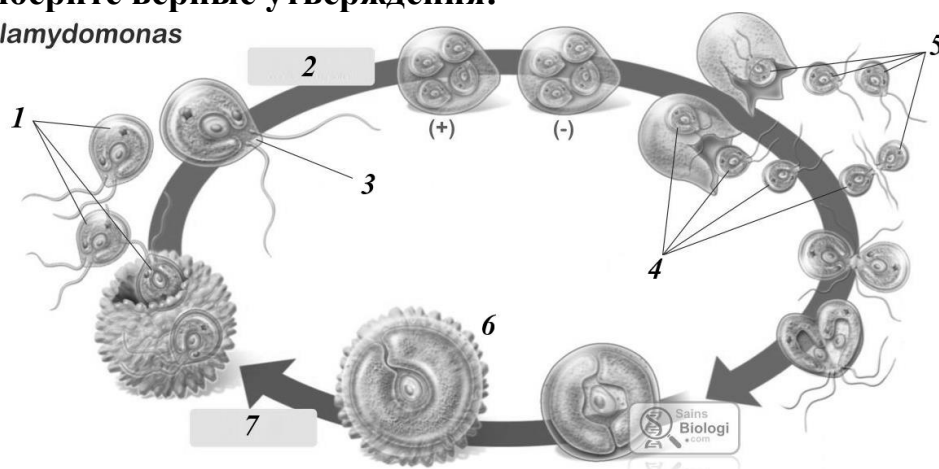 берите верные утверждения:
lamydomonas
2
5
1
(+)
(-)
3
4
6
7
Sains
Biologi
.com